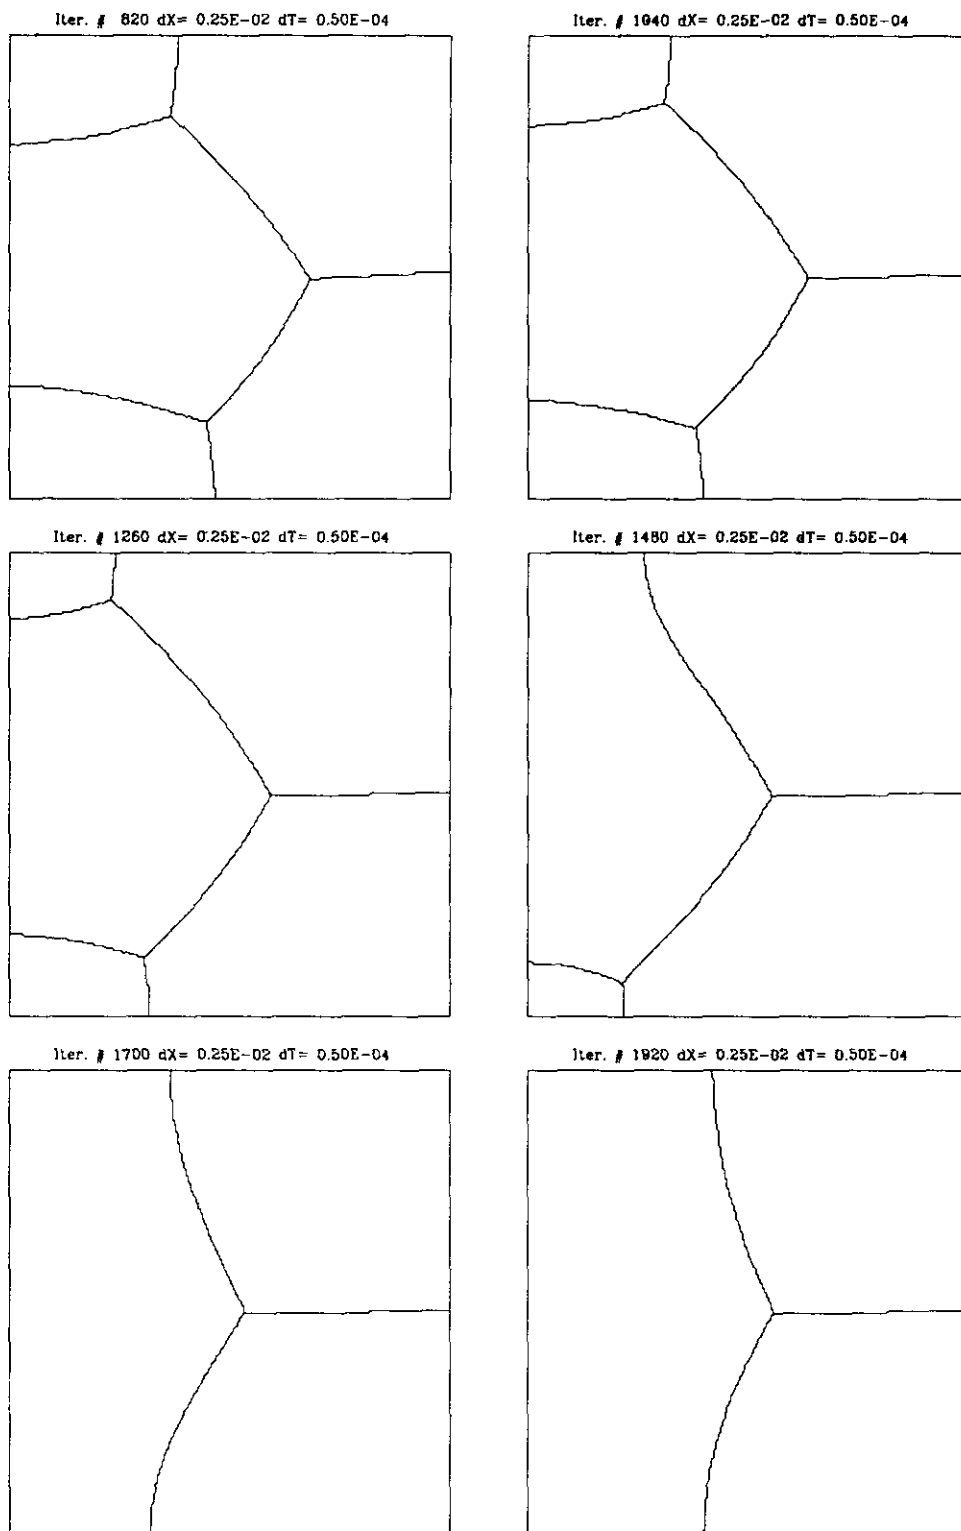 Iter. # 820 dX= 0.25E-02 dT= 0.50E-04
Iter. # 1040 dX= 0.25E-02 dT= 0.50E-04
Iter. # 1260 dX= 0.25E-02 dT= 0.50E-04
Iter. # 1480 dX= 0.25E-02 dT= 0.50E-04
Iter. # 1700 dX= 0.25E-02 dT= 0.50E-04
Iter. # 1920 dX= 0.25E-02 dT= 0.50E-04